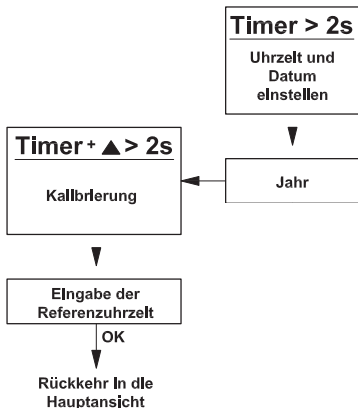 Timer > 2s
Uhrzeit und
Datum
einstellen
Jahr
Timer + ▲ > 2s
Kalibrierung
Eingabe der
Referenzuhrzeit
OK
Rückkehr in die
Hauptansicht